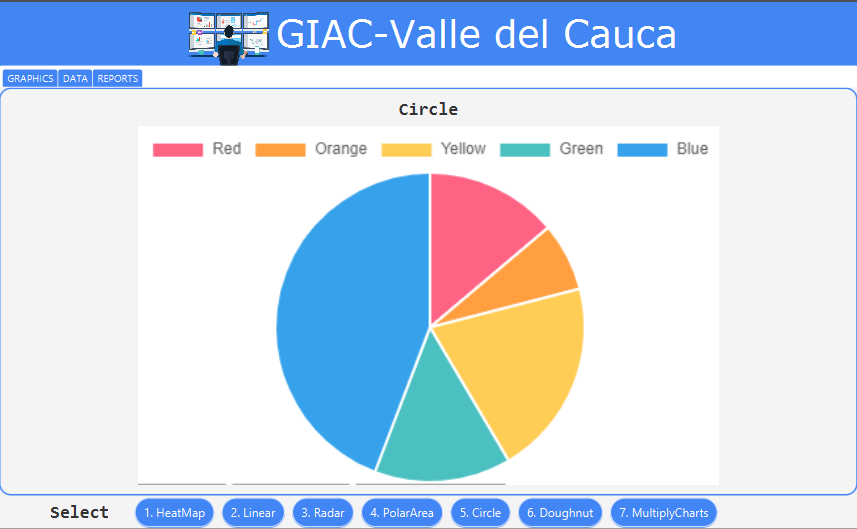 GIAC-Valle del Cauca
GRAPHICS DATA REPORTS
Circle
Red Orange Yellow Green Blue
Select 1. HeatMap 2. Linear 3. Radar 4. PolarArea 5. Circle 6. Doughnut 7. MultiplyCharts